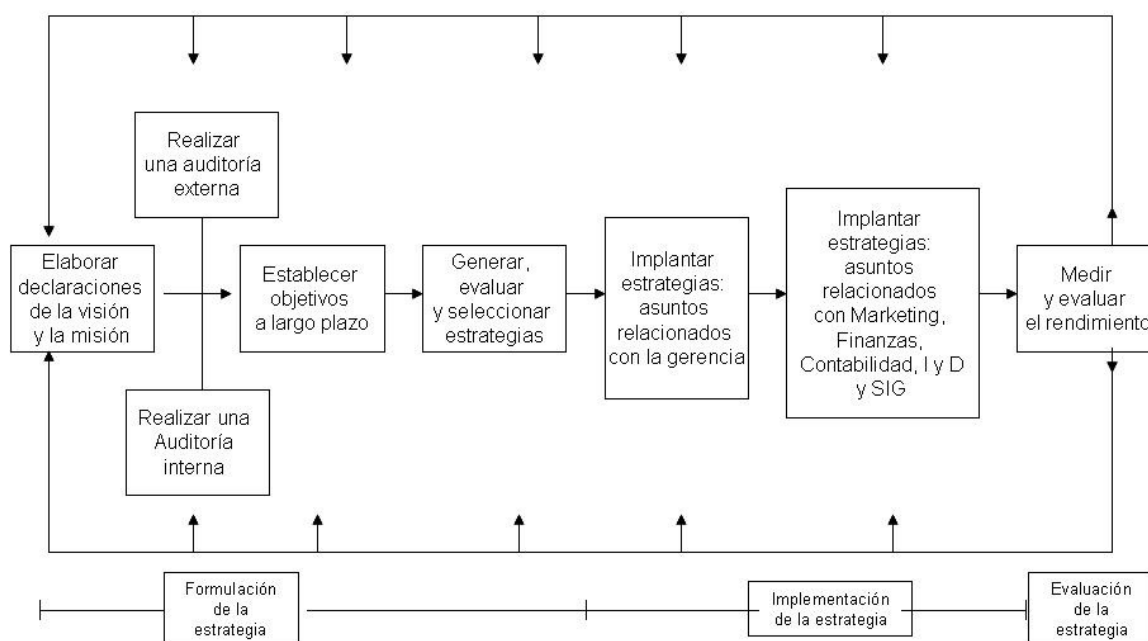 Realizar
una auditoría
externa
Elaborar
declaraciones
de la visión
y la misión
Realizar una
Auditoría
interna
Establecer
objetivos
a largo plazo
Generar,
evaluar
y seleccionar
estrategias
Implantar
estrategias:
asuntos
relacionados
con la gerencia
Implantar
estrategias:
asuntos
relacionados
con Marketing,
Finanzas,
Contabilidad, I y D
y SIG
Medir
y evaluar
el rendimiento
Formulación
de la
estrategia
Implementación
de la estrategia
Evaluación
de la
estrategia